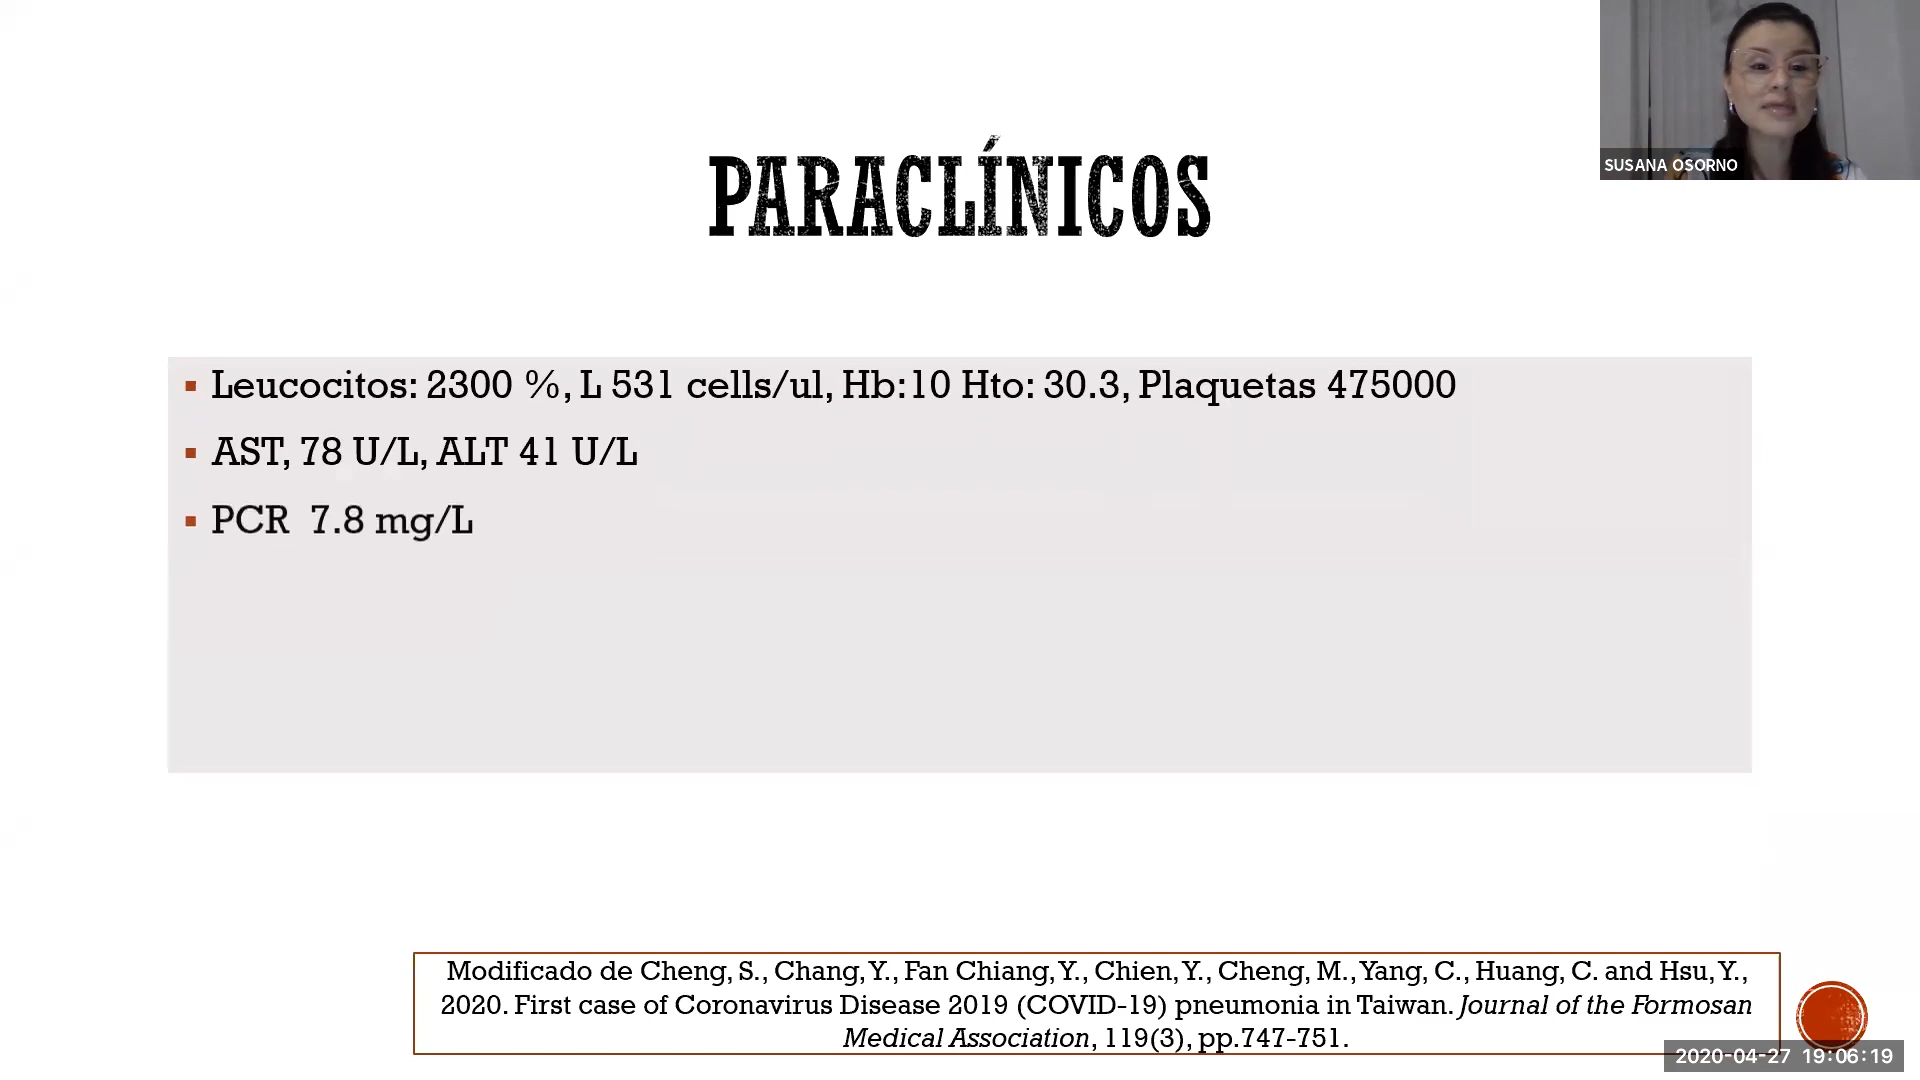 SUSANA OSORNO
PARACLÍNICOS
Leucocitos: 2300 %, L 531 cells/ul, Hb:10 Hto: 30.3, Plaquetas 475000
AST, 78 U/L, ALT 41 U/L
PCR 7.8 mg/L
Modificado de Cheng, S., Chang, Y., Fan Chiang, Y., Chien, Y., Cheng, M., Yang, C., Huang, C. and Hsu, Y.,
2020. First case of Coronavirus Disease 2019 (COVID-19) pneumonia in Taiwan. Journal of the Formosan
Medical Association, 119(3), pp.747-751.
2020-04-27 19:06:19